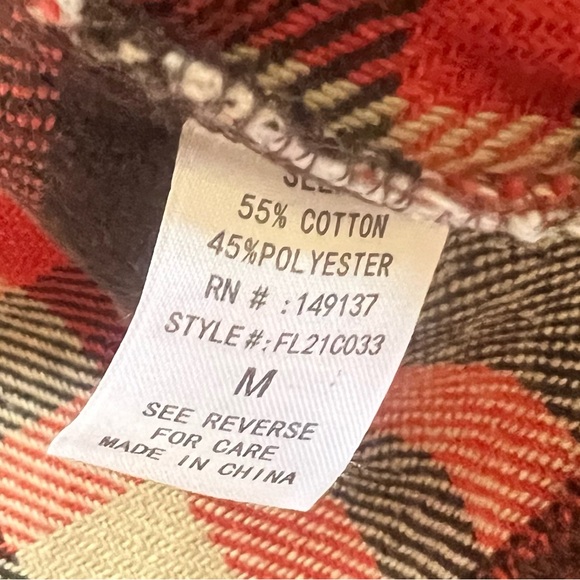 55% COTTON
45%POLYESTER
RN # :149137
STYLE#:FL21C033
M
SEE REVERSE
FOR CARE
MADE IN CHINA